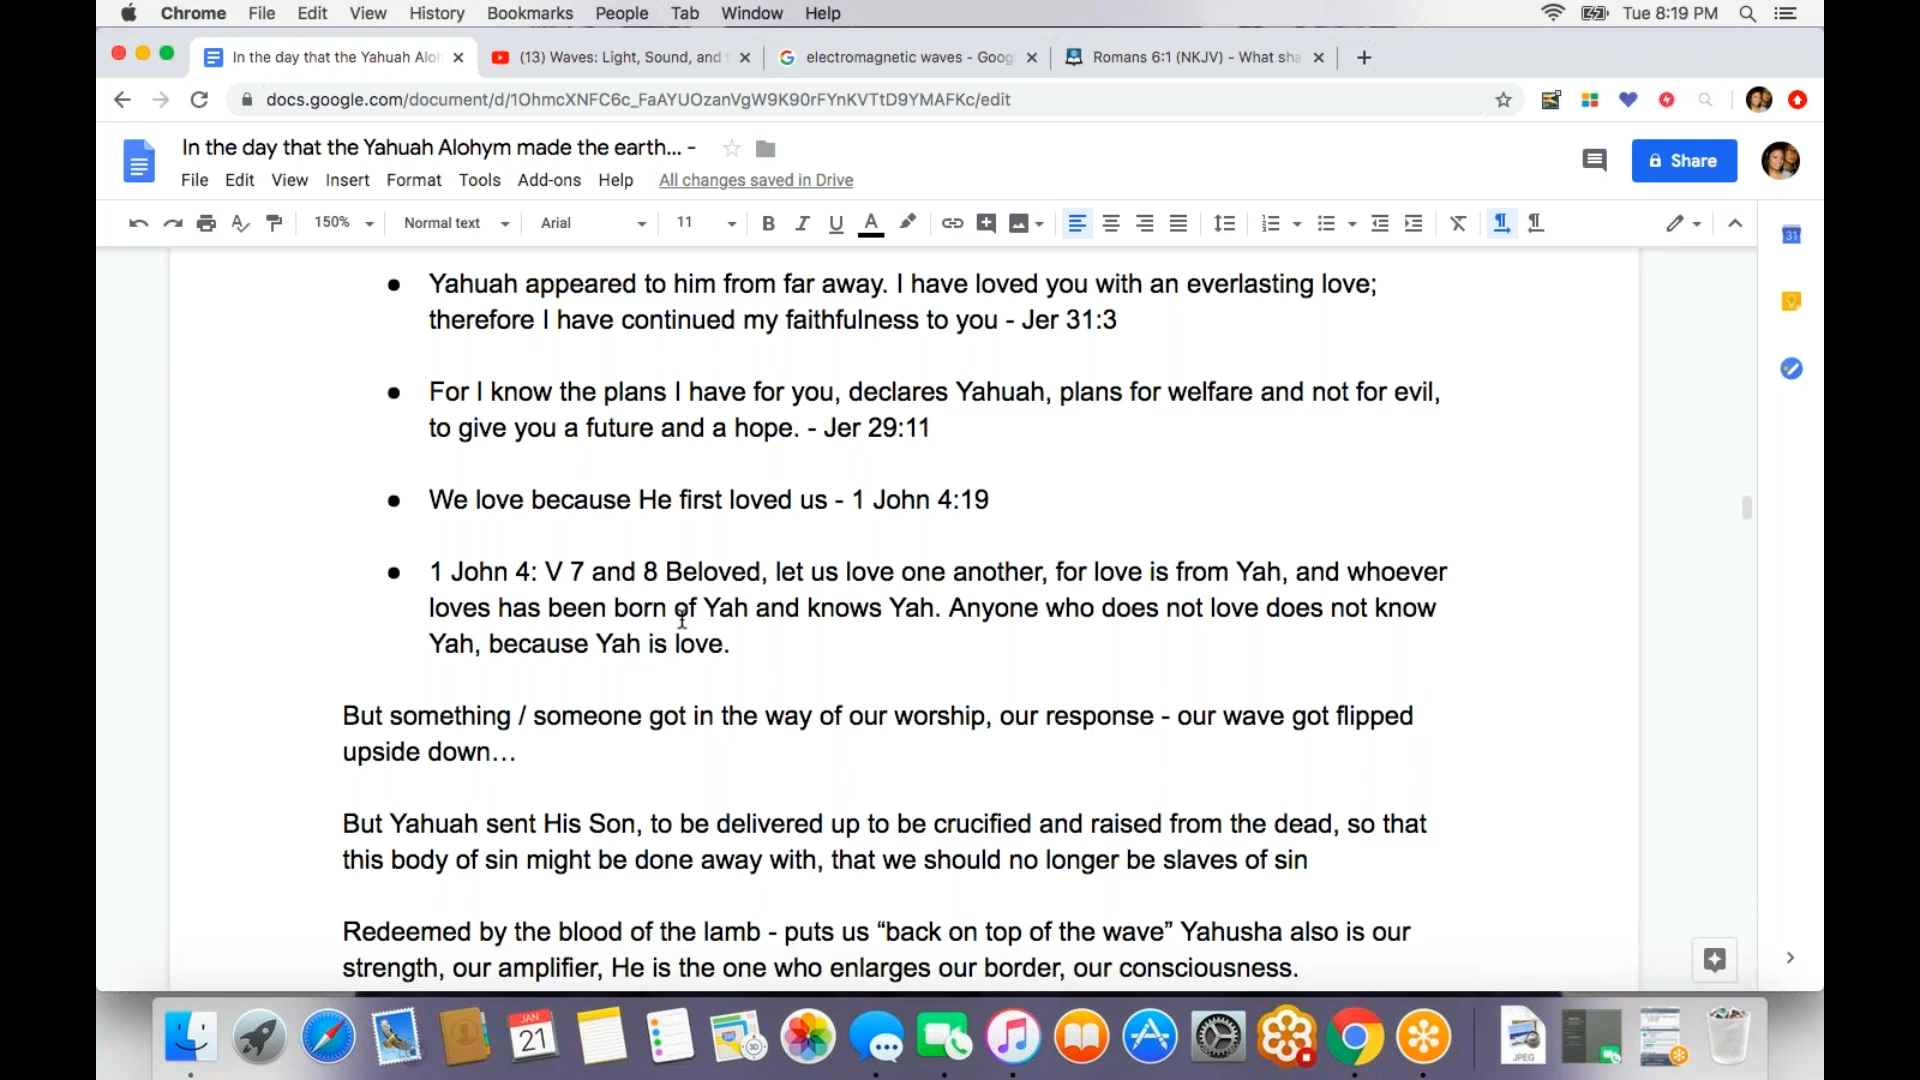 Chrome File Edit View History Bookmarks People Tab Window Help Tue 8:19 PM
In the day that the Yahuah Aloh (13) Waves: Light, Sound, and electromagnetic waves - Goog Romans 6:1 (NKJV) - What sha
docs.google.com/document/d/1OhmcXNFC6c_FaAYUOzanVgW9K90rFYnKVTtD9YMAFKc/edit
In the day that the Yahuah Alohym made the earth... -
Share
File Edit View Insert Format Tools Add-ons Help All changes saved in Drive
150% Normal text Arial 11 B I U A
31
● Yahuah appeared to him from far away. I have loved you with an everlasting love;
therefore I have continued my faithfulness to you - Jer 31:3
● For I know the plans I have for you, declares Yahuah, plans for welfare and not for evil,
to give you a future and a hope. - Jer 29:11
● We love because He first loved us - 1 John 4:19
● 1 John 4: V 7 and 8 Beloved, let us love one another, for love is from Yah, and whoever
loves has been born of Yah and knows Yah. Anyone who does not love does not know
Yah, because Yah is love.
But something / someone got in the way of our worship, our response - our wave got flipped
upside down…
But Yahuah sent His Son, to be delivered up to be crucified and raised from the dead, so that
this body of sin might be done away with, that we should no longer be slaves of sin
Redeemed by the blood of the lamb - puts us “back on top of the wave” Yahusha also is our
strength, our amplifier, He is the one who enlarges our border, our consciousness.
JAN
21
3D
JPEG